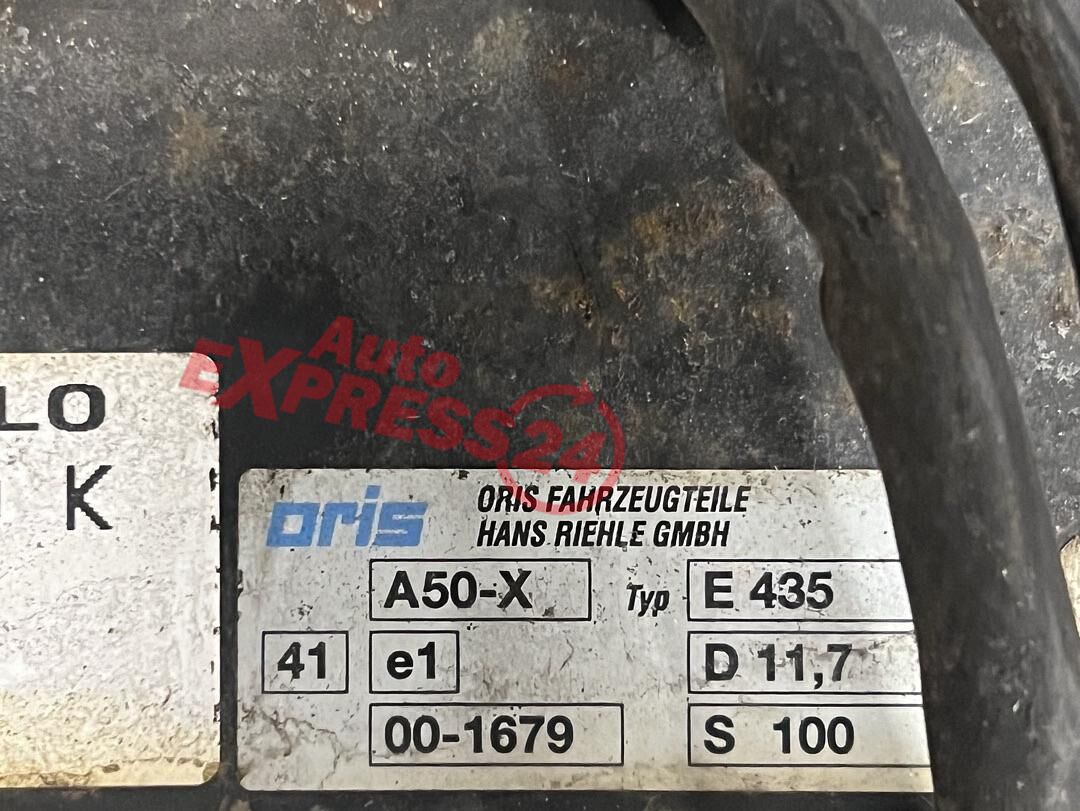 Auto
EXPRESS24
LO
K
oris
ORIS FAHRZEUGTEILE
HANS RIEHLE GMBH
A50-X Typ E 435
41 e1 D 11,7
00-1679 S 100